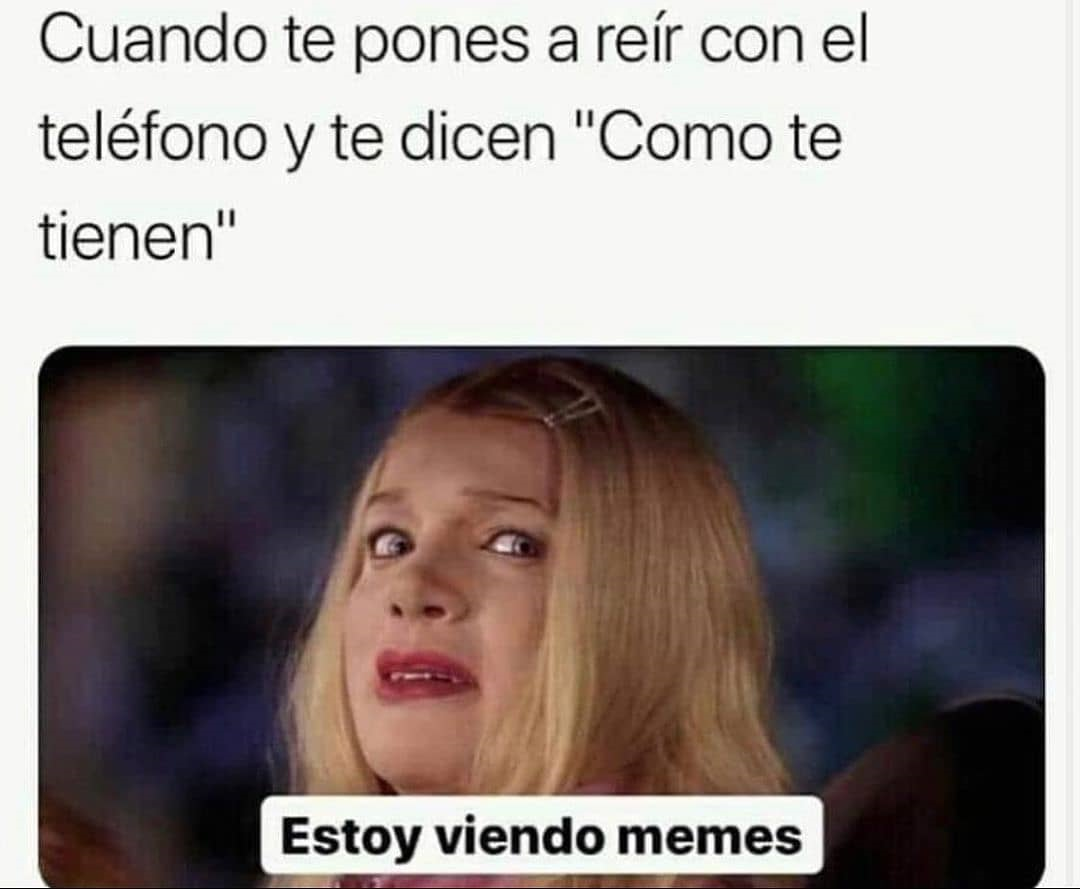 Cuando te pones a reír con el
teléfono y te dicen "Como te
tienen"
Estoy viendo memes